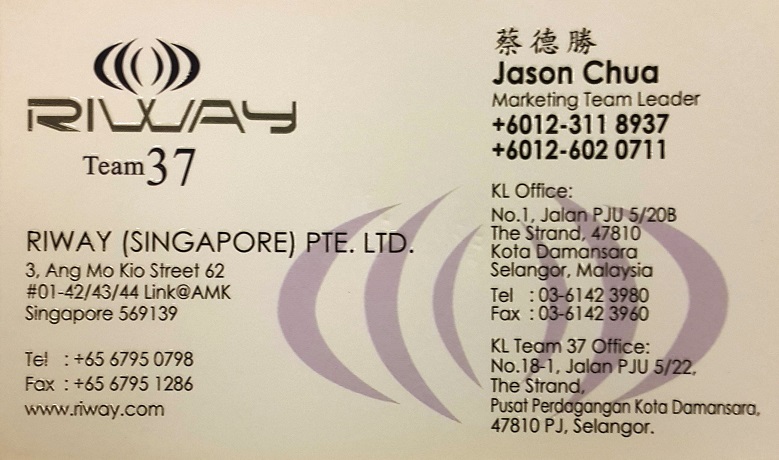 RIWAY
Team 37
RIWAY (SINGAPORE) PTE. LTD.
3, Ang Mo Kio Street 62
#01-42/43/44 Link@AMK
Singapore 569139
Tel : +65 6795 0798
Fax : +65 6795 1286
www.riway.com
蔡德勝
Jason Chua
Marketing Team Leader
+6012-311 8937
+6012-602 0711
KL Office:
No.1, Jalan PJU 5/20B
The Strand, 47810
Kota Damansara
Selangor, Malaysia
Tel : 03-6142 3980
Fax : 03-6142 3960
KL Team 37 Office:
No.18-1, Jalan PJU 5/22,
The Strand,
Pusat Perdagangan Kota Damansara,
47810 PJ, Selangor.